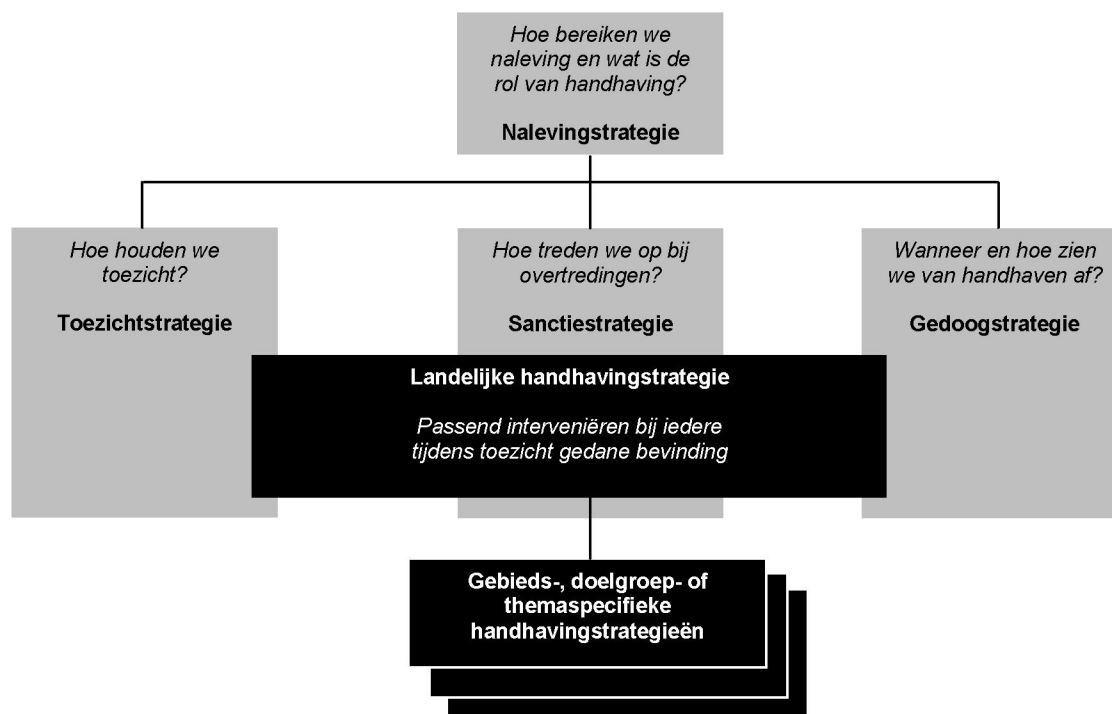 Hoe bereiken we
naleving en wat is de
rol van handhaving?
Nalevingstrategie
Hoe houden we
toezicht?
Toezichtstrategie
Hoe treden we op bij
overtredingen?
Sanctiestrategie
Wanneer en hoe zien
we van handhaven af?
Gedoogstrategie
Landelijke handhavingstrategie
Passend interveniëren bij iedere
tijdens toezicht gedane bevinding
Gebieds-, doelgroep- of
themaspecifieke
handhavingstrategieën